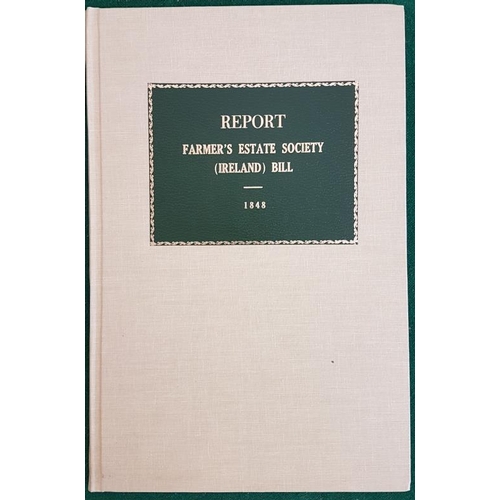 REPORT
FARMER'S ESTATE SOCIETY
(IRELAND) BILL
1848